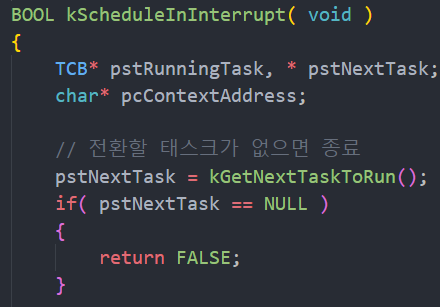 BOOL kScheduleInInterrupt( void )
{
    TCB* pstRunningTask, * pstNextTask;
    char* pcContextAddress;

    // 전환할 태스크가 없으면 종료
    pstNextTask = kGetNextTaskToRun();
    if( pstNextTask == NULL )
    {
        return FALSE;
    }